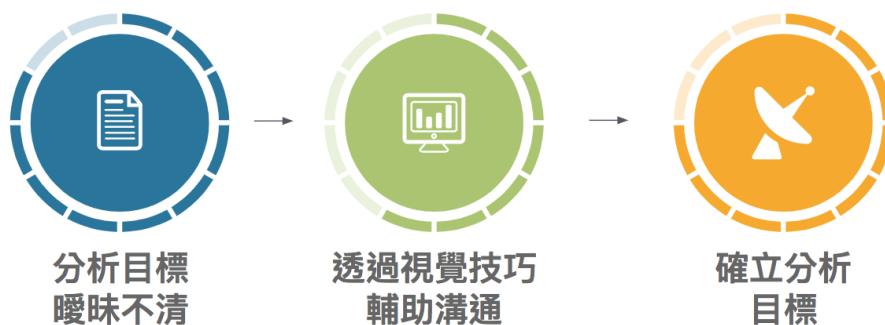 分析目標
曖昧不清
透過視覺技巧
輔助溝通
確立分析
目標